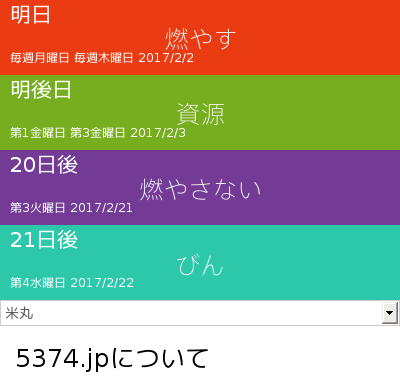 明日
燃やす
毎週月曜日 毎週木曜日 2017/2/2
明後日
資源
第1金曜日 第3金曜日 2017/2/3
20日後
燃やさない
第3火曜日 2017/2/21
21日後
びん
第4水曜日 2017/2/22
米丸
5374.jpについて